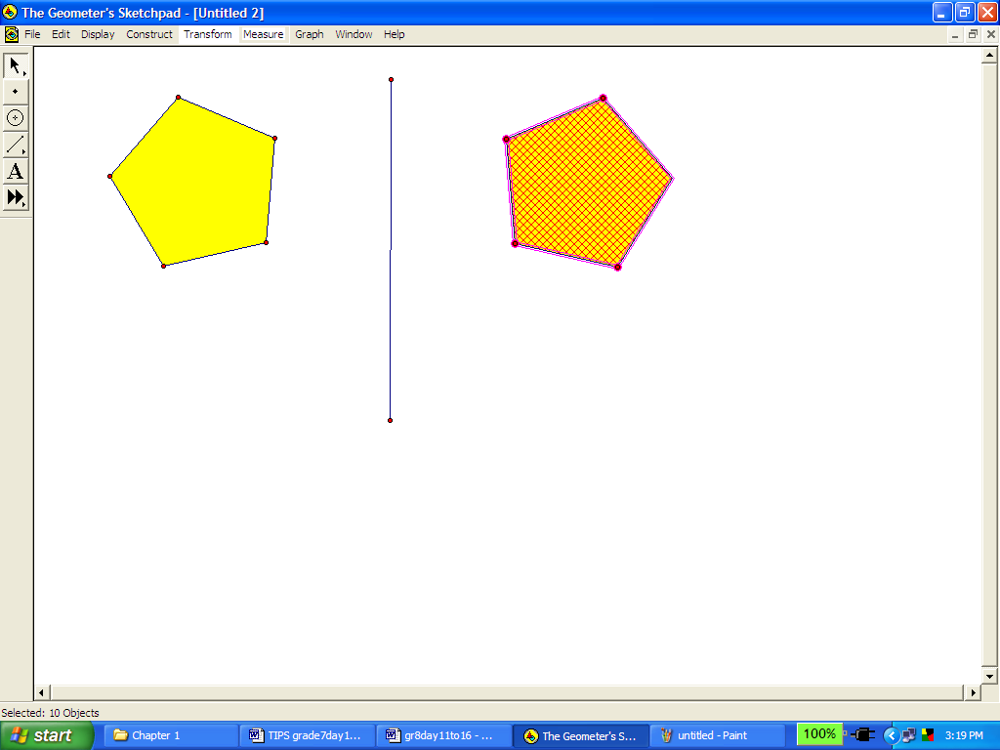 The Geometer's Sketchpad - [Untitled 2]
File Edit Display Construct Transform Measure Graph Window Help
A
Selected: 10 Objects
start Chapter 1 TIPS grade7day1... gr8day11to16 - ... The Geometer's S... untitled - Paint 100% 3:19 PM